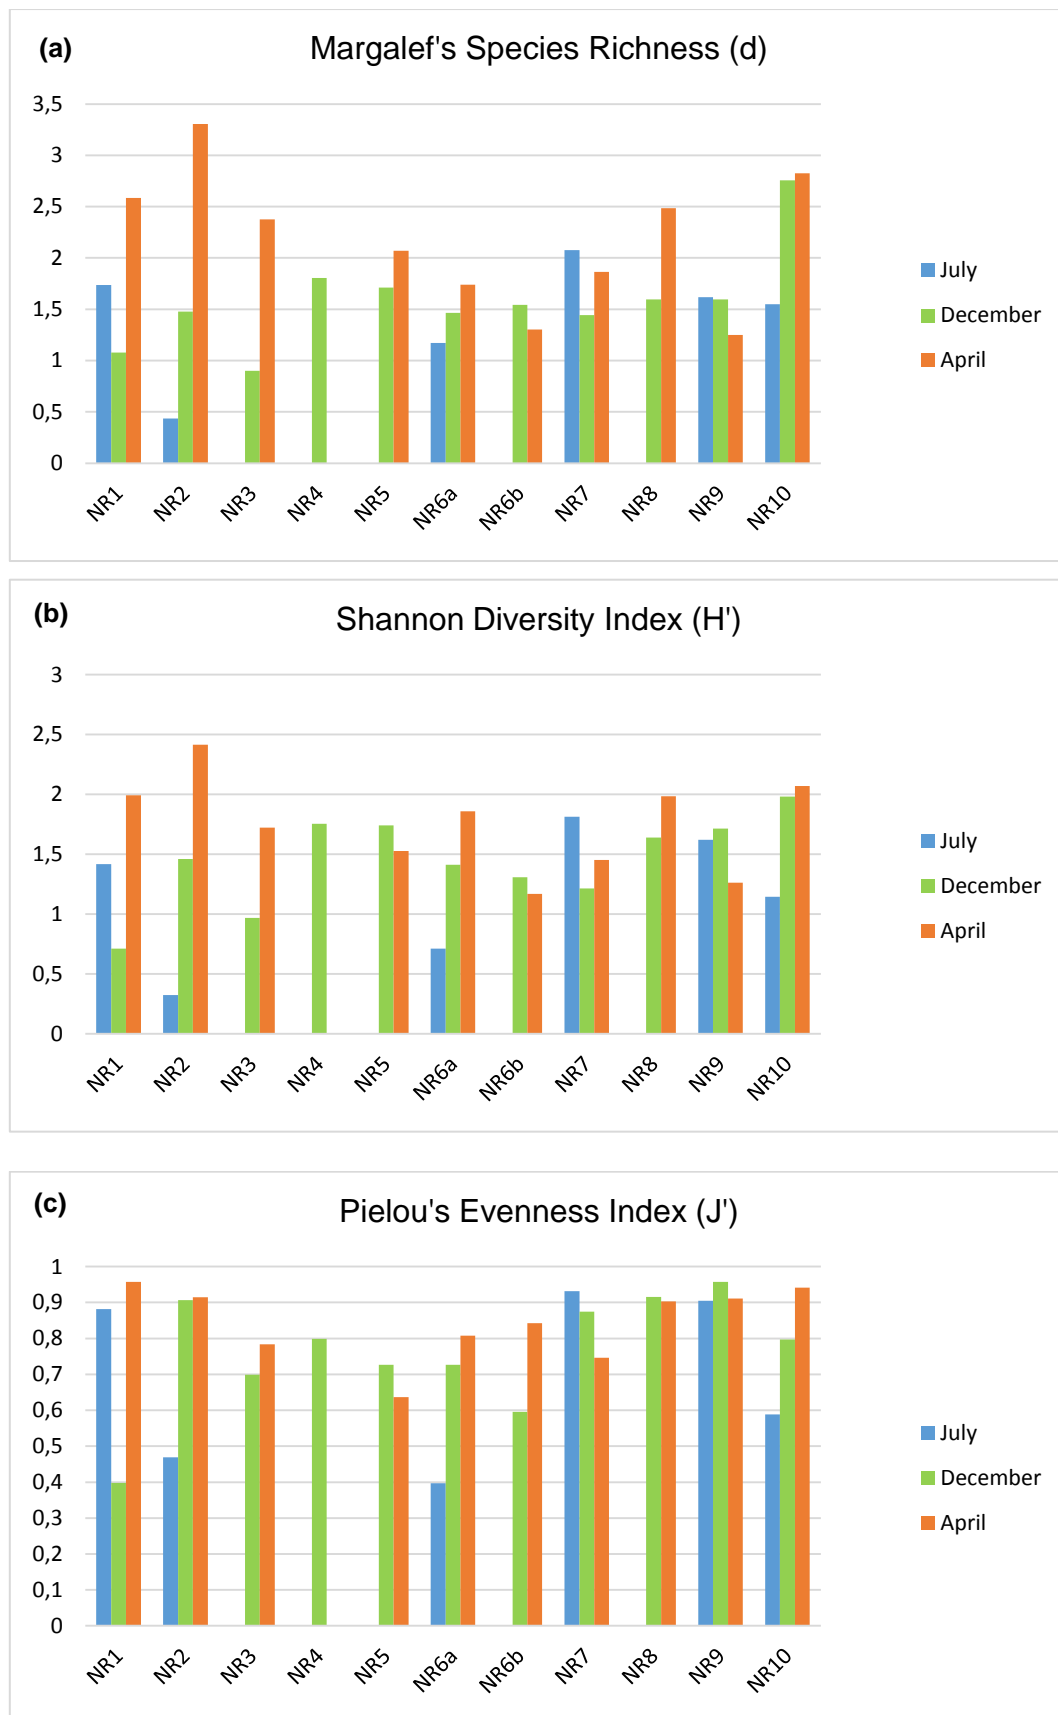 (a)
Margalef's Species Richness (d)
3,5
3
2,5
2
1,5
1
0,5
0
NR1
NR2
NR3
NR4
NR5
NR6a
NR6b
NR7
NR8
NR9
NR10
July
December
April
(b)
Shannon Diversity Index (H')
3
2,5
2
1,5
1
0,5
0
NR1
NR2
NR3
NR4
NR5
NR6a
NR6b
NR7
NR8
NR9
NR10
July
December
April
(c)
Pielou's Evenness Index (J')
1
0,9
0,8
0,7
0,6
0,5
0,4
0,3
0,2
0,1
0
NR1
NR2
NR3
NR4
NR5
NR6a
NR6b
NR7
NR8
NR9
NR10
July
December
April